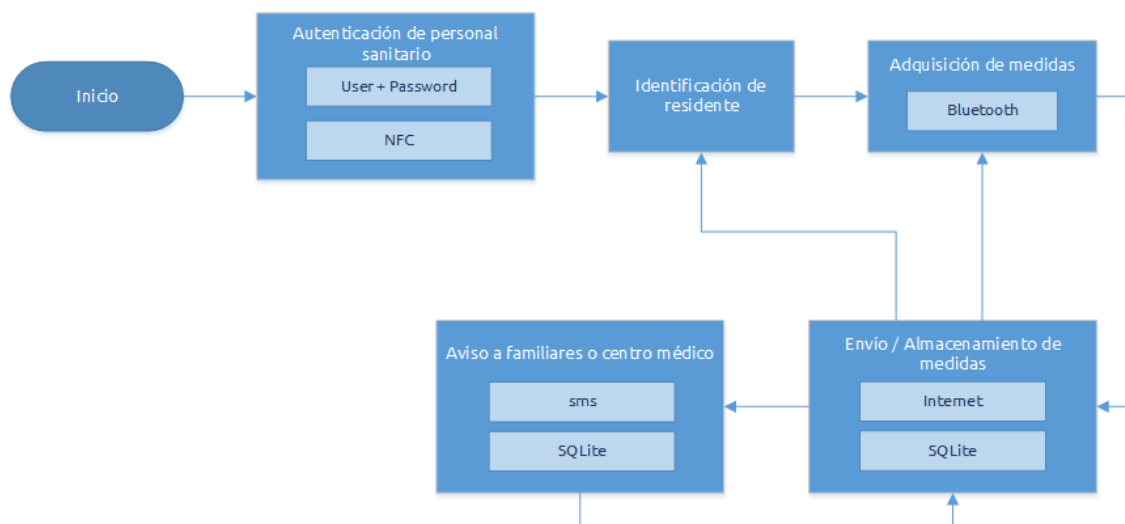 Inicio
Autenticación de personal
sanitario
User + Password
NFC
Identificación de
residente
Adquisición de medidas
Bluetooth
Aviso a familiares o centro médico
sms
SQLite
Envío / Almacenamiento de
medidas
Internet
SQLite